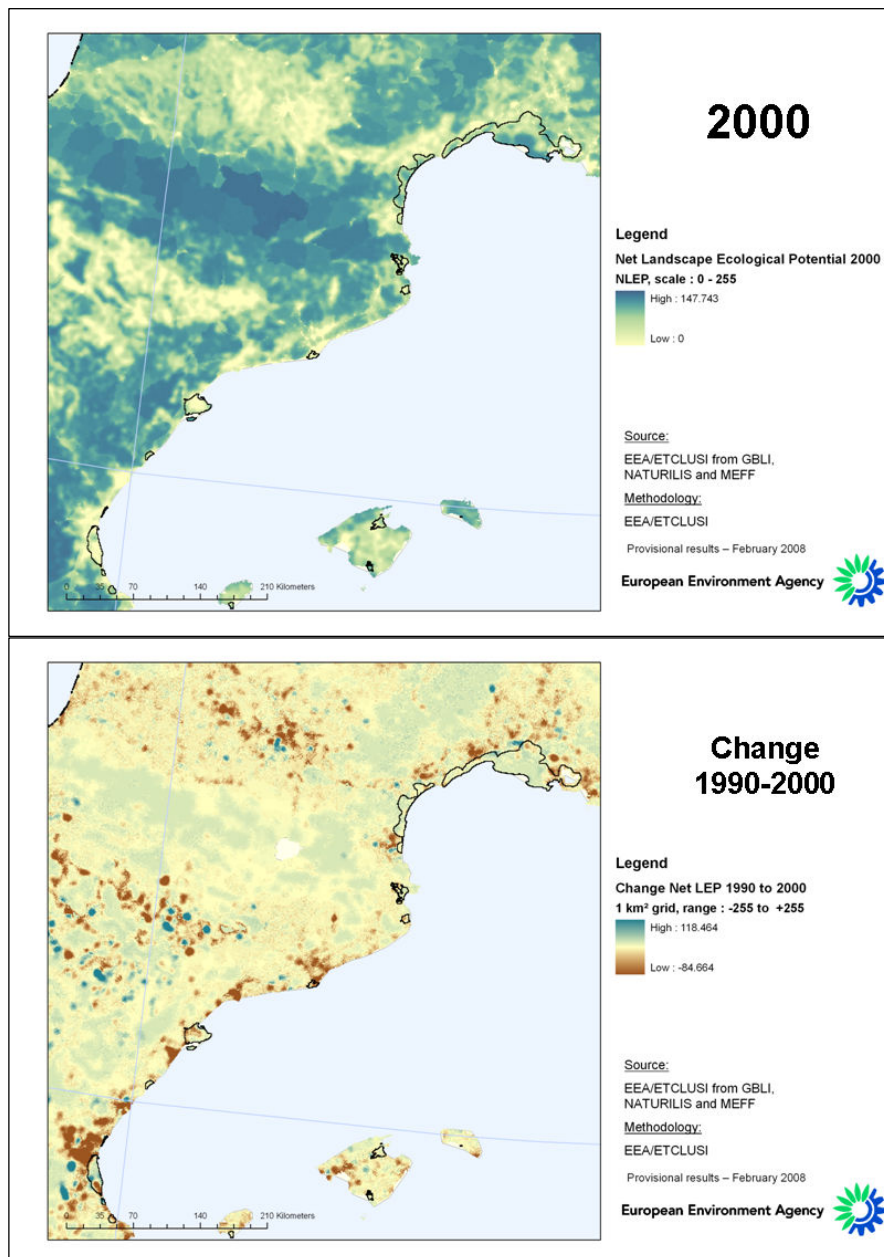 2000
Legend
Net Landscape Ecological Potential 2000
NLEP, scale : 0 - 255
High : 147.743
Low : 0
Source:
EEA/ETCLUSI from GBLI,
NATURILIS and MEFF
Methodology:
EEA/ETCLUSI
Provisional results – February 2008
European Environment Agency
0 35 70 140 210 Kilometers
Change
1990-2000
Legend
Change Net LEP 1990 to 2000
1 km² grid, range : -255 to +255
High : 118.464
Low : -84.664
Source:
EEA/ETCLUSI from GBLI,
NATURILIS and MEFF
Methodology:
EEA/ETCLUSI
Provisional results – February 2008
European Environment Agency
0 35 70 140 210 Kilometers